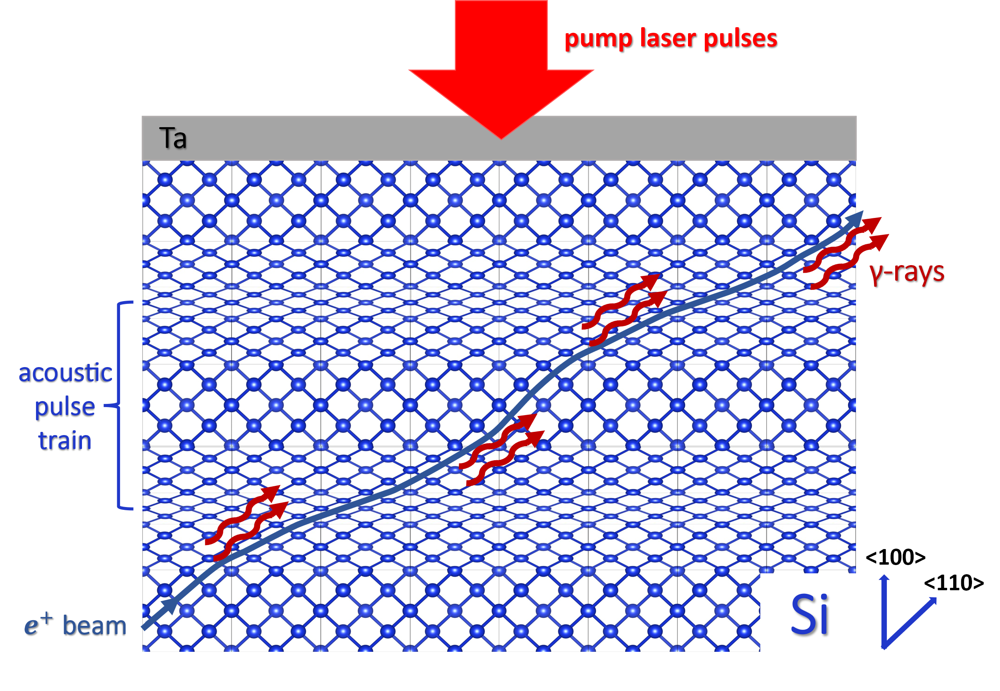 pump laser pulses
Ta
γ-rays
acoustic
pulse
train
<100>
<110>
Si
e⁺ beam